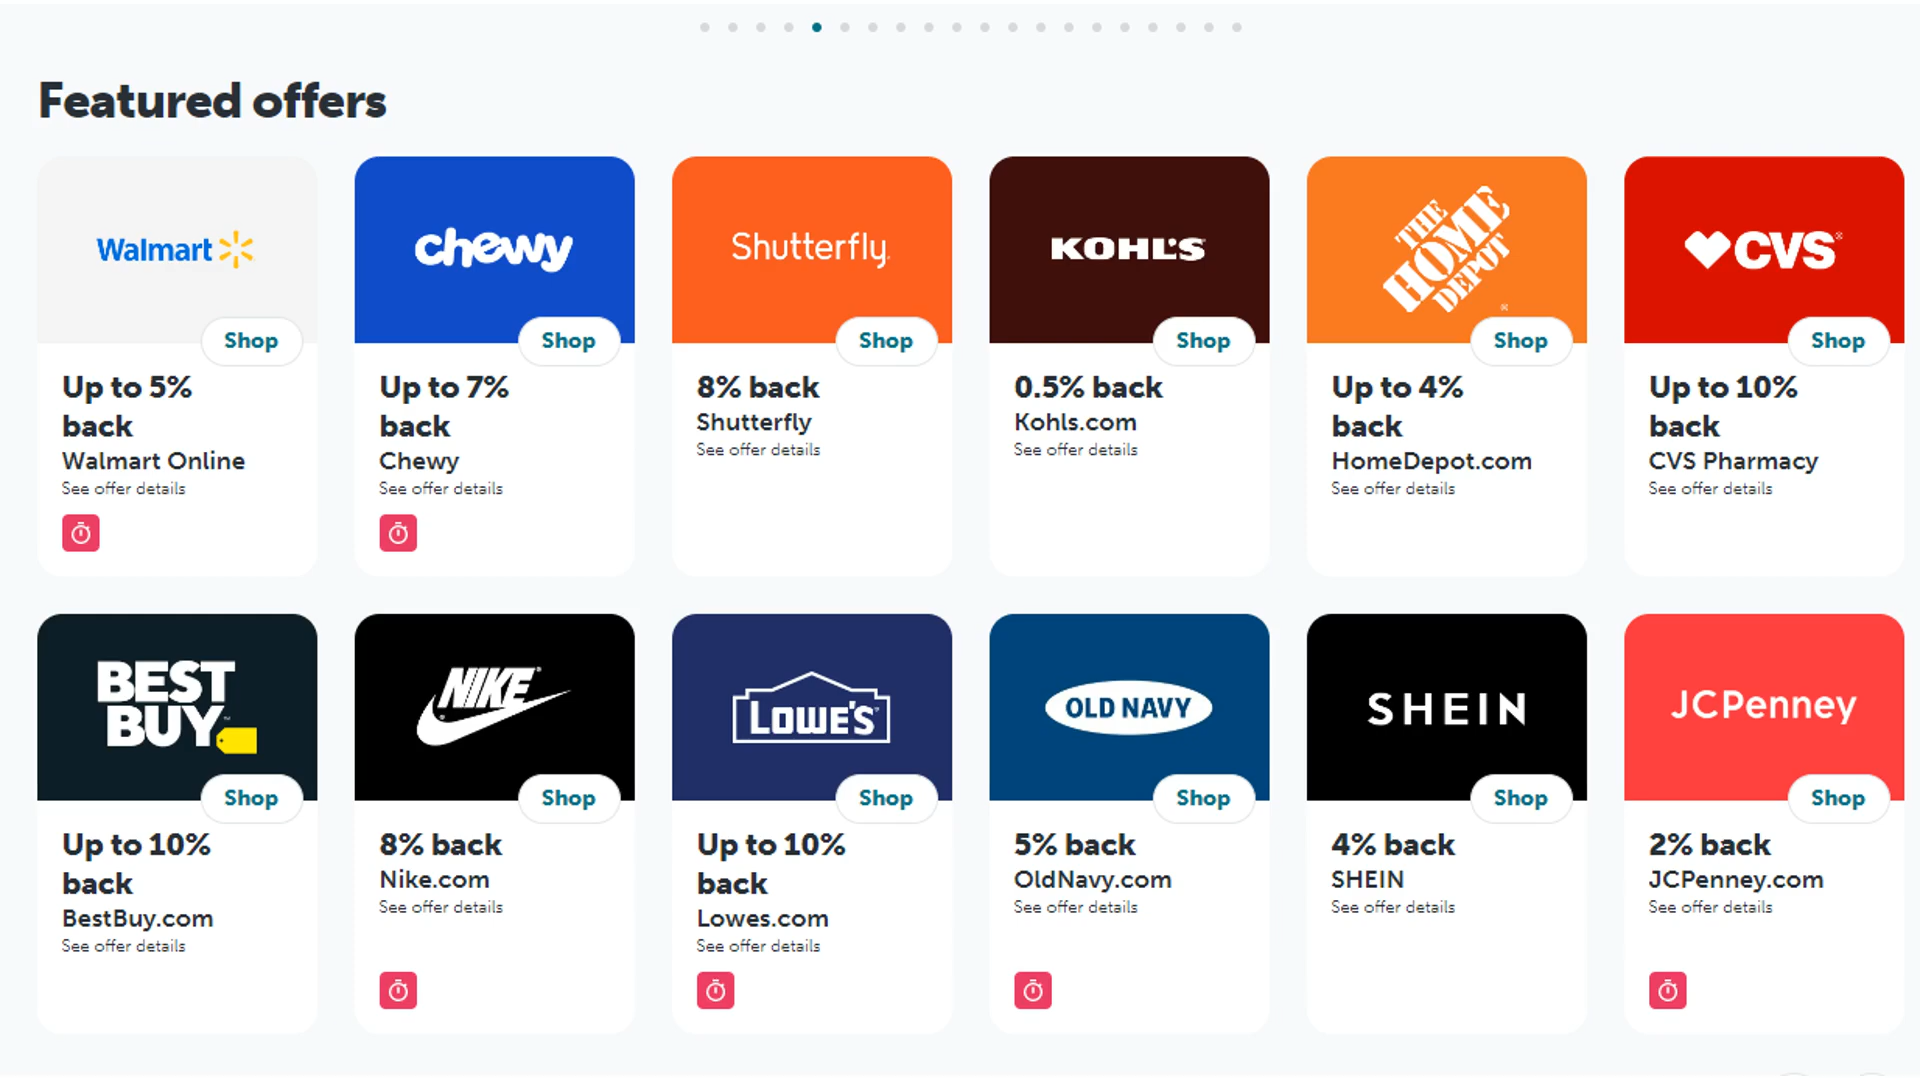 Featured offers
Walmart
chewy
Shutterfly
KOHL'S
THE
HOME
DEPOT
CVS
Shop
Shop
Shop
Shop
Shop
Shop
Up to 5%
back
Walmart Online
See offer details
Up to 7%
back
Chewy
See offer details
8% back
Shutterfly
See offer details
0.5% back
Kohls.com
See offer details
Up to 4%
back
HomeDepot.com
See offer details
Up to 10%
back
CVS Pharmacy
See offer details
BEST
BUY
NIKE
LOWE'S
OLD NAVY
SHEIN
JCPenney
Shop
Shop
Shop
Shop
Shop
Shop
Up to 10%
back
BestBuy.com
See offer details
8% back
Nike.com
See offer details
Up to 10%
back
Lowes.com
See offer details
5% back
OldNavy.com
See offer details
4% back
SHEIN
See offer details
2% back
JCPenney.com
See offer details